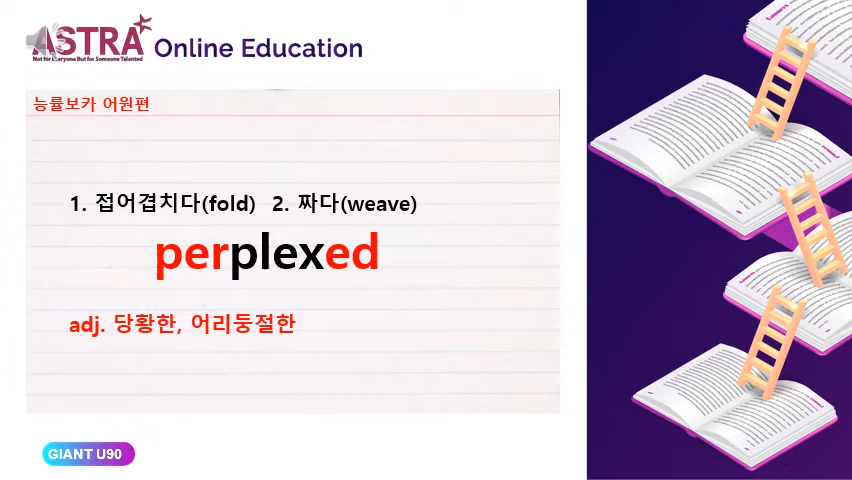 ASTRA
Not for Everyone But for Someone Talented
Online Education
능률보카 어원편
1. 접어겹치다(fold) 2. 짜다(weave)
perplexed
adj. 당황한, 어리둥절한
GIANT U90